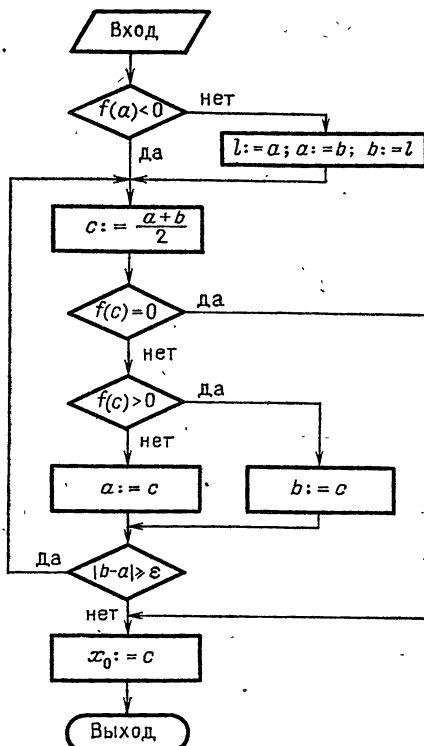 Вход
f(a)<0
нет
да
l:=a; a:=b; b:=l
c:= a+b
2
f(c)=0
да
нет
f(c)>0
да
нет
a:=c
b:=c
да
|b-a|⩾ε
нет
x₀:=c
Выход